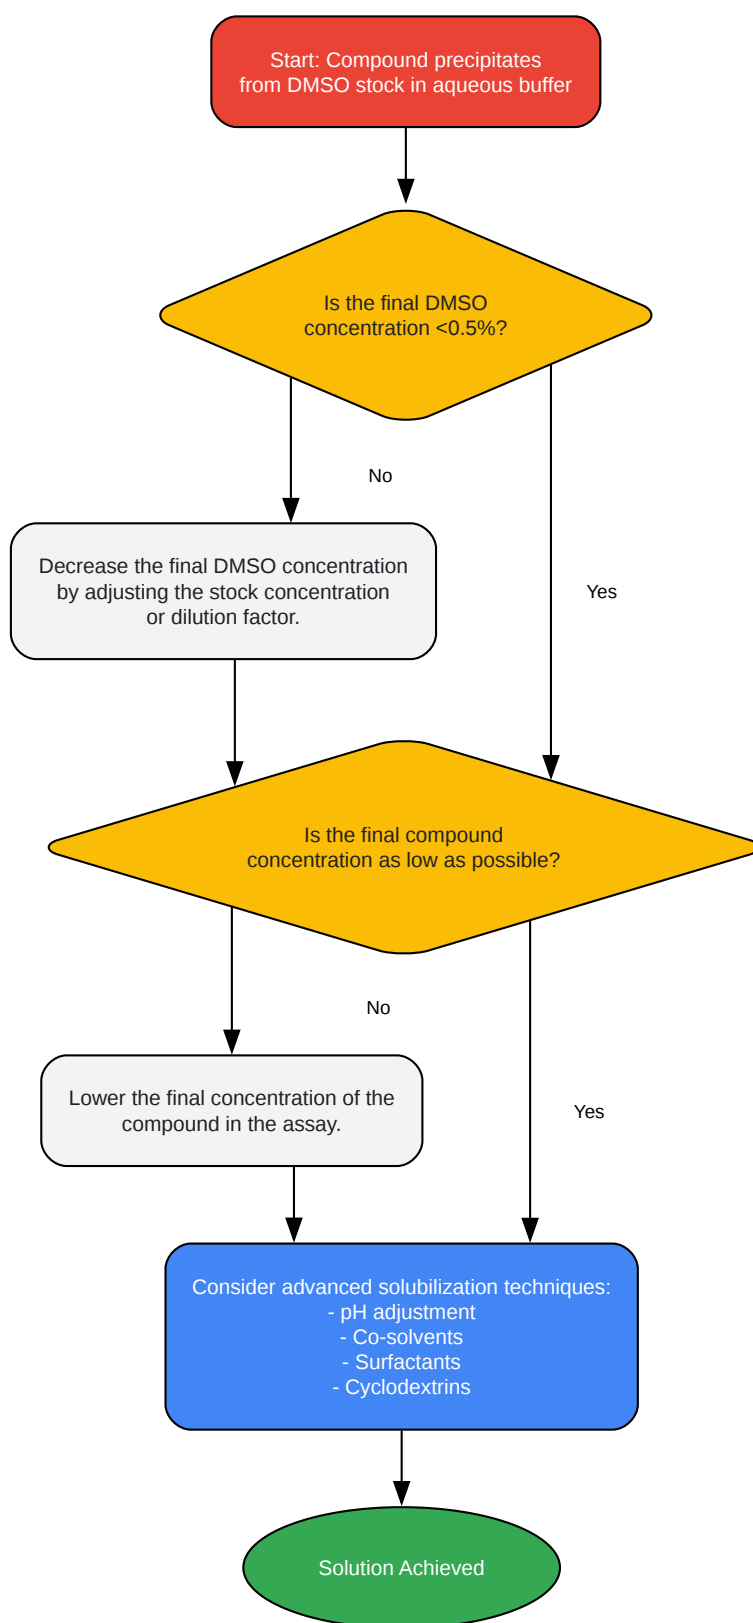 Start: Compound precipitates
from DMSO stock in aqueous buffer
Is the final DMSO
concentration <0.5%?
No
Decrease the final DMSO concentration
by adjusting the stock concentration
or dilution factor.
Yes
Is the final compound
concentration as low as possible?
No
Lower the final concentration of the
compound in the assay.
Yes
Consider advanced solubilization techniques:
- pH adjustment
- Co-solvents
- Surfactants
- Cyclodextrins
Solution Achieved